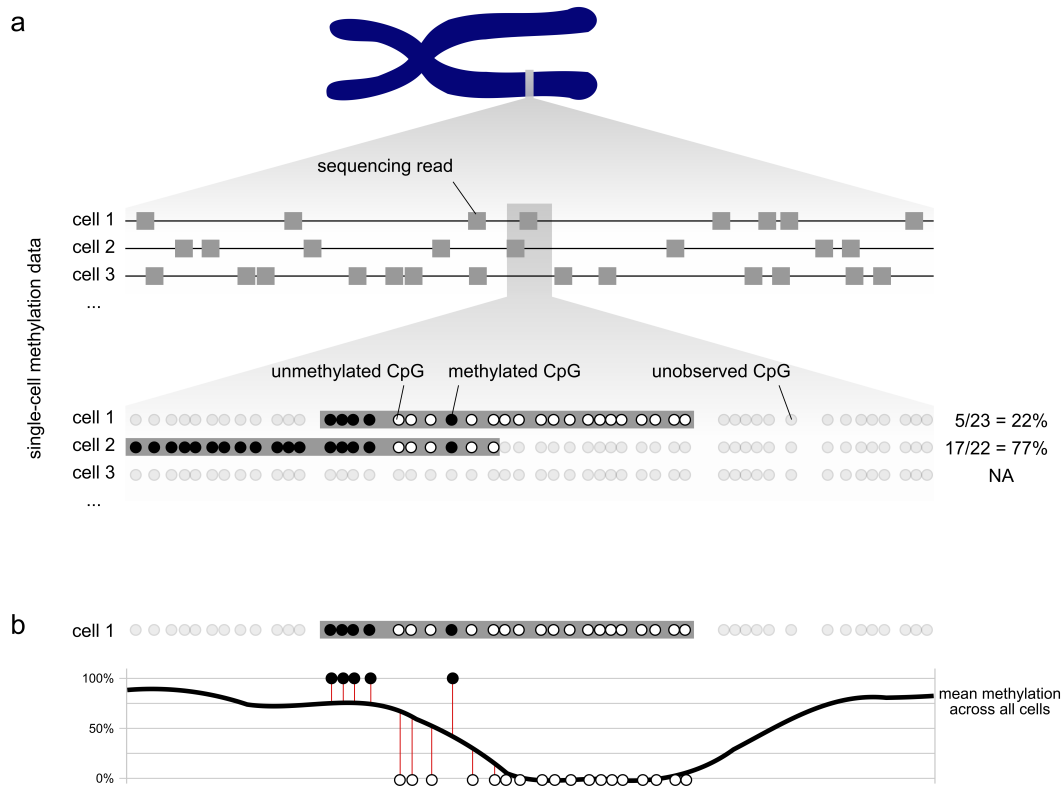 a
sequencing read
cell 1
cell 2
cell 3
...
single-cell methylation data
unmethylated CpG
methylated CpG
unobserved CpG
cell 1
5/23 = 22%
cell 2
17/22 = 77%
cell 3
NA
...
b
cell 1
100%
50%
0%
mean methylation
across all cells